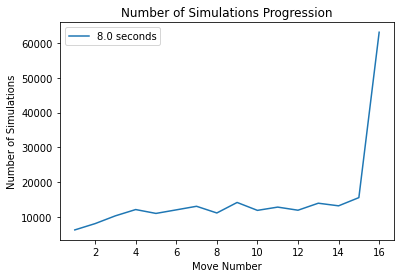 Number of Simulations Progression
8.0 seconds
Number of Simulations
60000
50000
40000
30000
20000
10000
2 4 6 8 10 12 14 16
Move Number